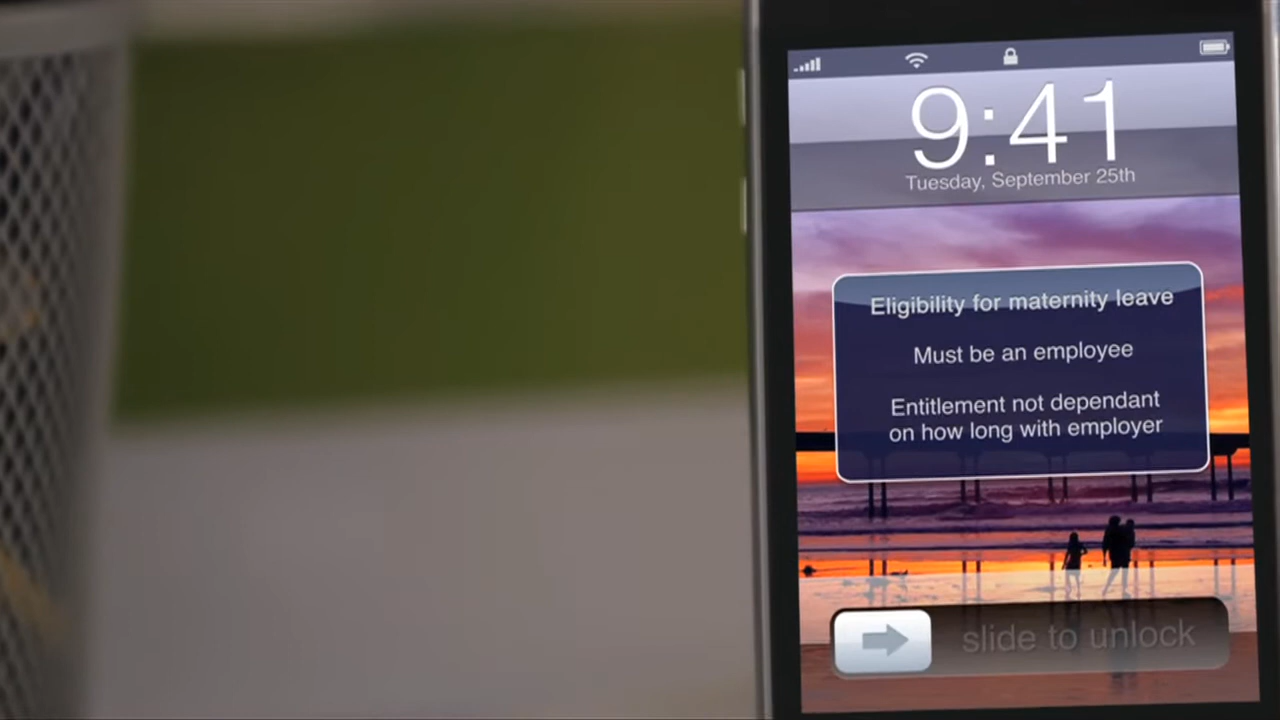 9:41
Tuesday, September 25th
Eligibility for maternity leave
Must be an employee
Entitlement not dependant
on how long with employer
slide to unlock